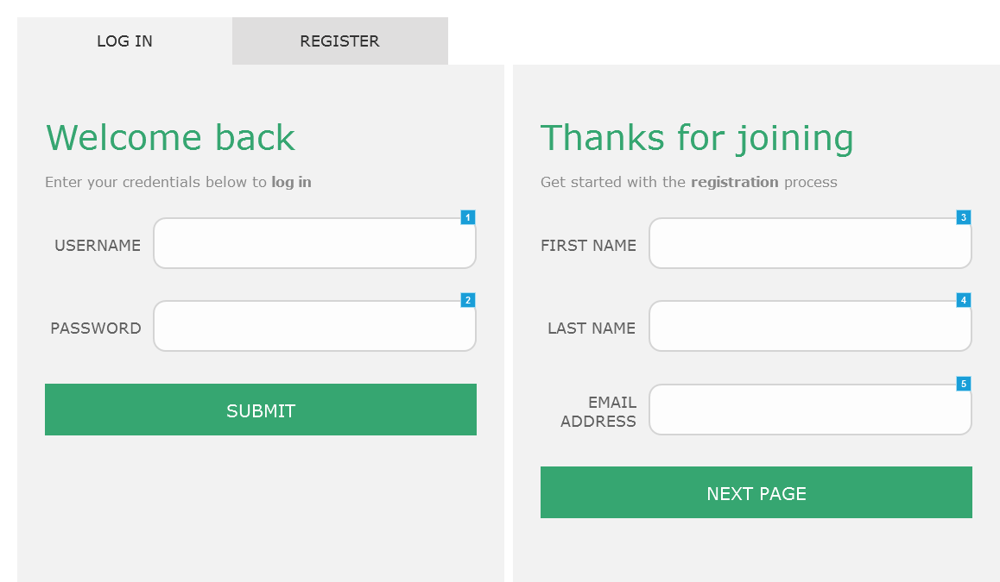 LOG IN
REGISTER
Welcome back
Enter your credentials below to log in
1
USERNAME
2
PASSWORD
SUBMIT
Thanks for joining
Get started with the registration process
3
FIRST NAME
4
LAST NAME
5
EMAIL
ADDRESS
NEXT PAGE